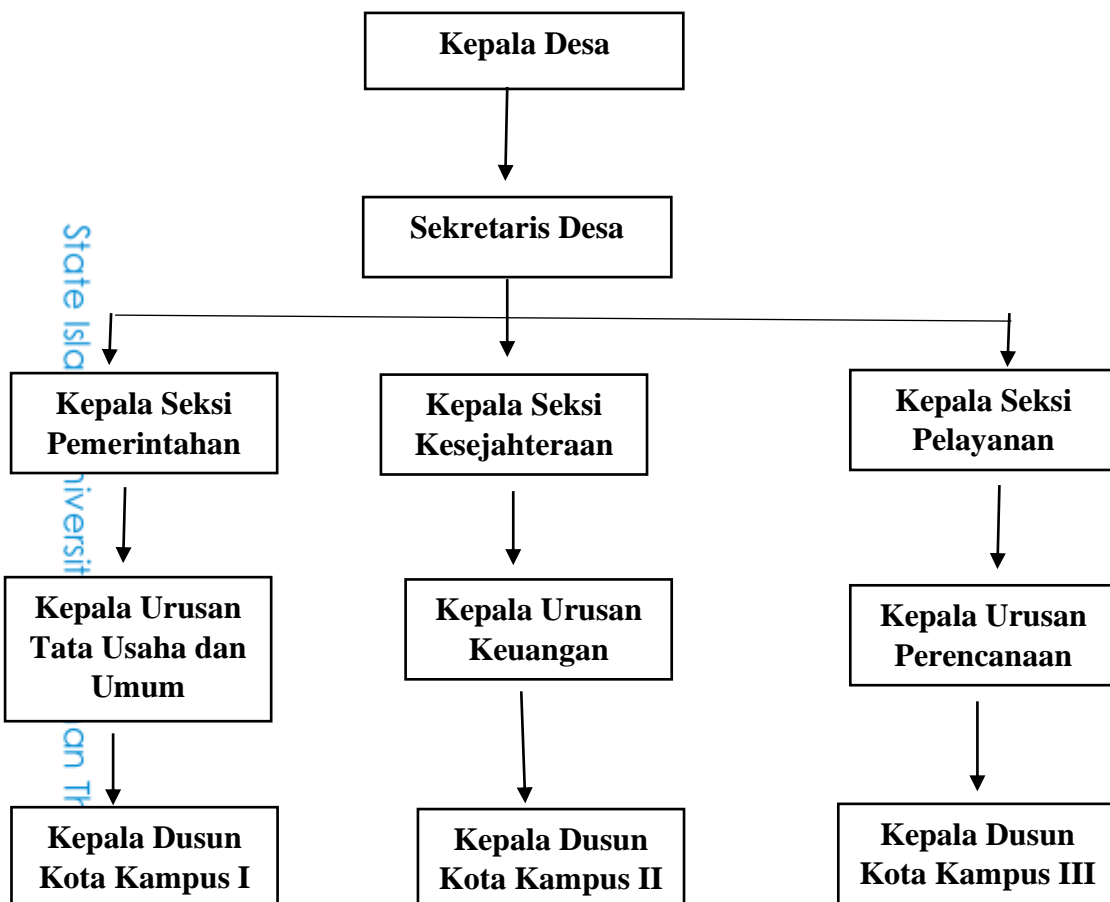 Kepala Desa
Sekretaris Desa
Kepala Seksi
Pemerintahan
Kepala Seksi
Kesejahteraan
Kepala Seksi
Pelayanan
Kepala Urusan
Tata Usaha dan
Umum
Kepala Urusan
Keuangan
Kepala Urusan
Perencanaan
Kepala Dusun
Kota Kampus I
Kepala Dusun
Kota Kampus II
Kepala Dusun
Kota Kampus III
State